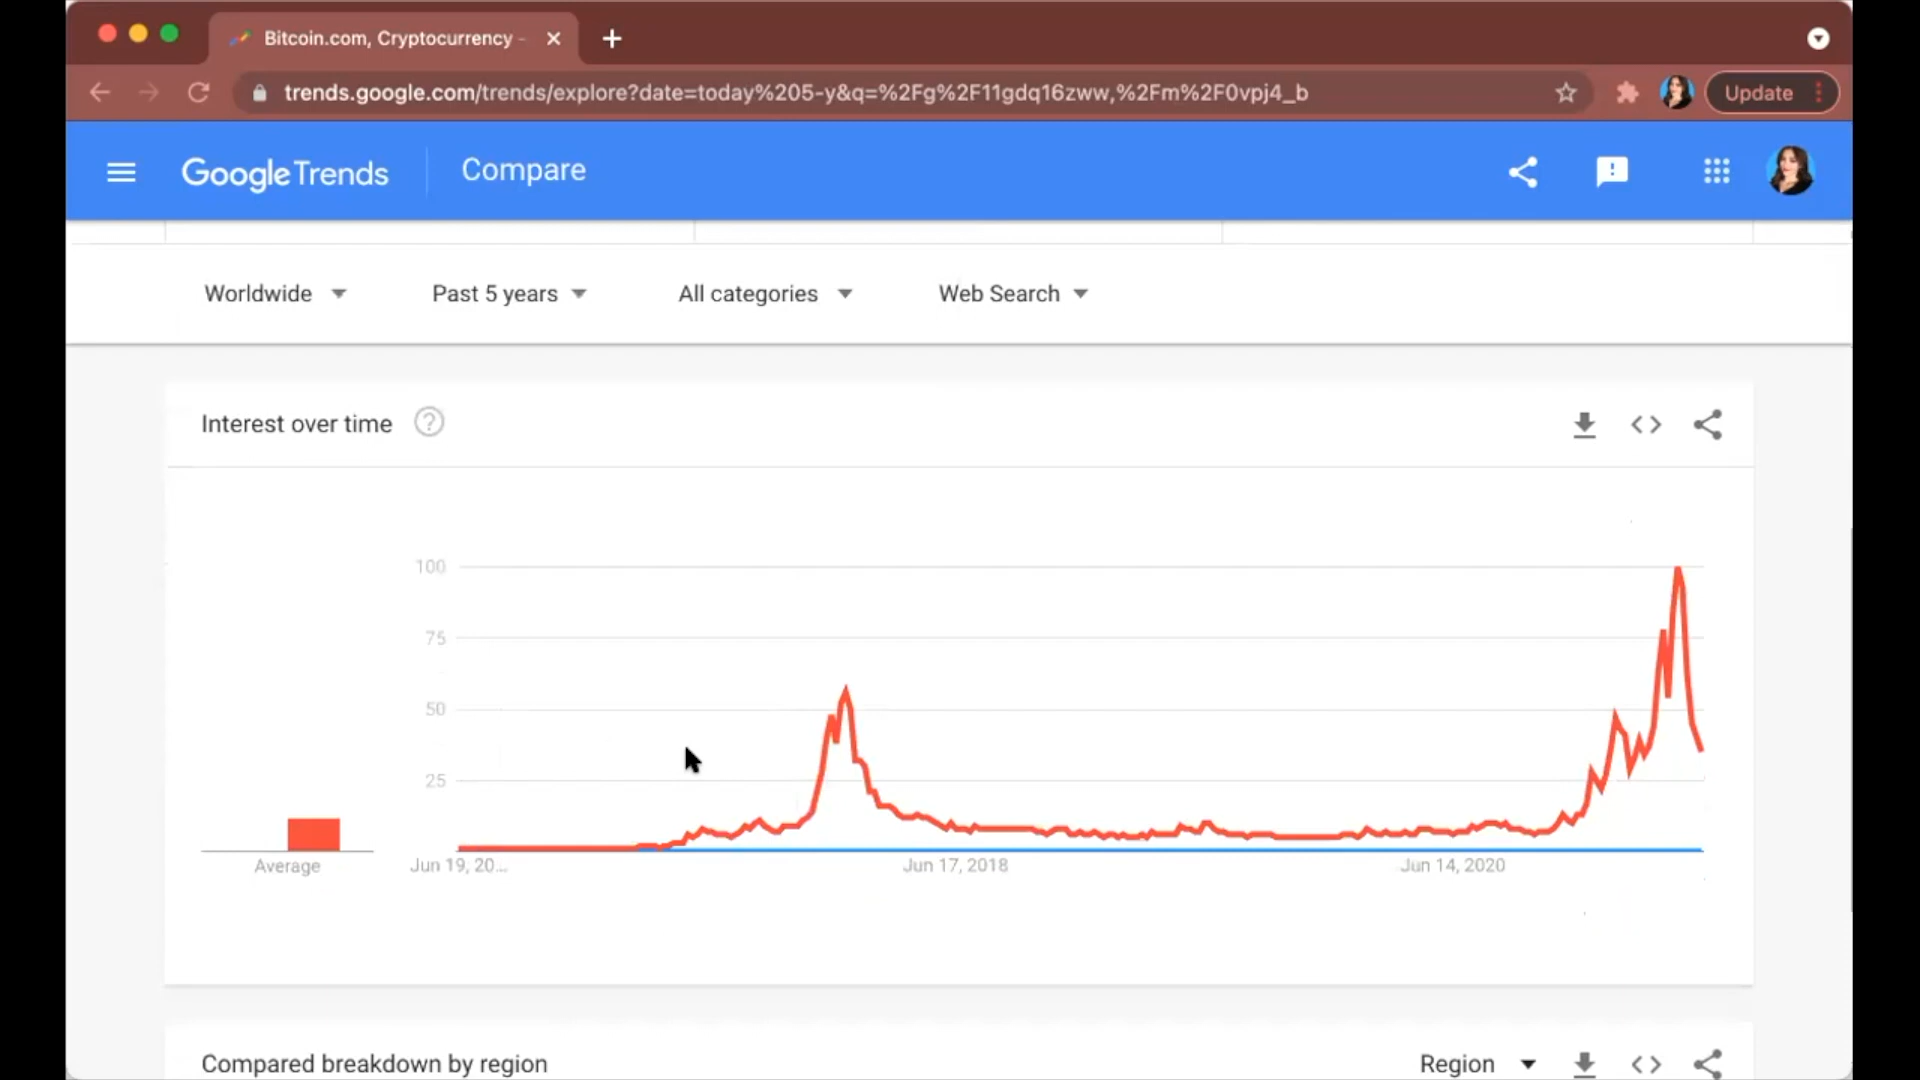 Bitcoin.com, Cryptocurrency -
trends.google.com/trends/explore?date=today%205-y&q=%2Fg%2F11gdq16zww,%2Fm%2F0vpj4_b
Update
Google Trends
Compare
Worldwide
Past 5 years
All categories
Web Search
Interest over time
?
100
75
50
25
Average
Jun 19, 20...
Jun 17, 2018
Jun 14, 2020
Compared breakdown by region
Region